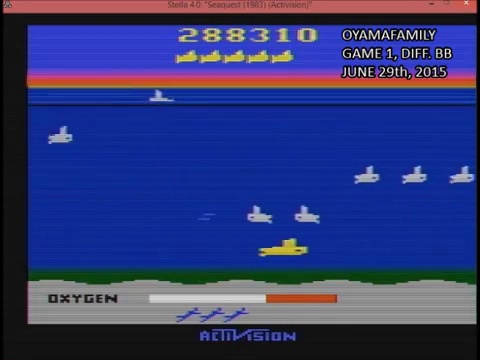 Stella 4.0: "Seaquest (1983) (Activision)"
288310
OYAMAFAMILY
GAME 1, DIFF. BB
JUNE 29th, 2015
OXYGEN
ACTIVISION